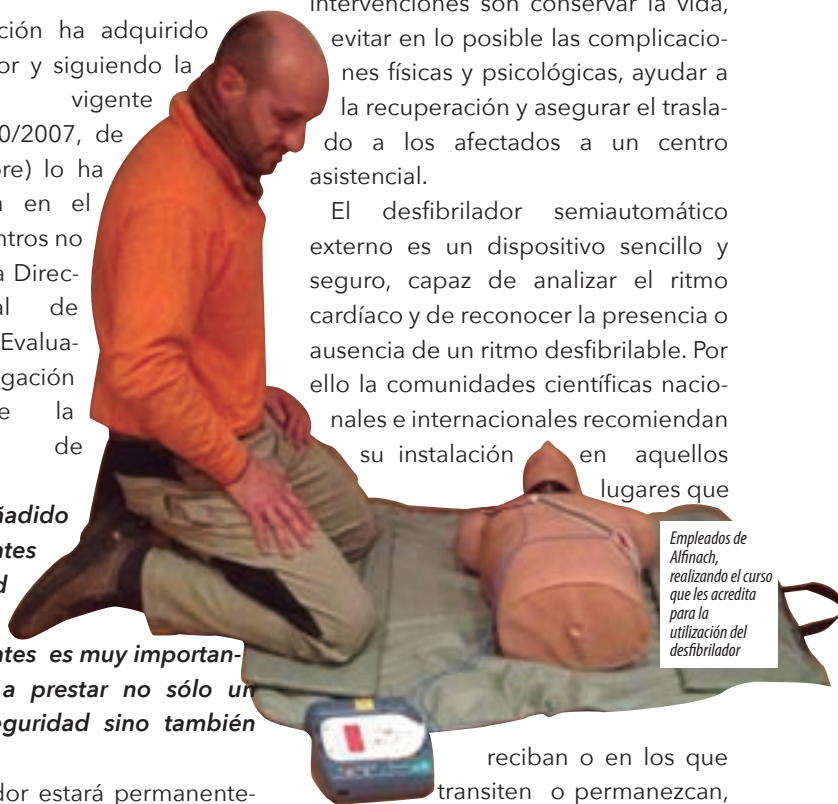 ción ha adquirido
or y siguiendo la
vigente
0/2007, de
re) lo ha
en el
ntros no
a Direc-
al de
Evalua-
gación
e la
de
ñadido
ntes
d
ntes es muy importan-
a prestar no sólo un
eguridad sino también
dor estará permanente-
intervenciones son conservar la vida,
evitar en lo posible las complicacio-
nes físicas y psicológicas, ayudar a
la recuperación y asegurar el trasla-
do a los afectados a un centro
asistencial.
El desfibrilador semiautomático
externo es un dispositivo sencillo y
seguro, capaz de analizar el ritmo
cardíaco y de reconocer la presencia o
ausencia de un ritmo desfibrilable. Por
ello la comunidades científicas nacio-
nales e internacionales recomiendan
su instalación en aquellos
lugares que
reciban o en los que
transiten o permanezcan,
Empleados de
Alfinach,
realizando el curso
que les acredita
para la
utilización del
desfibrilador